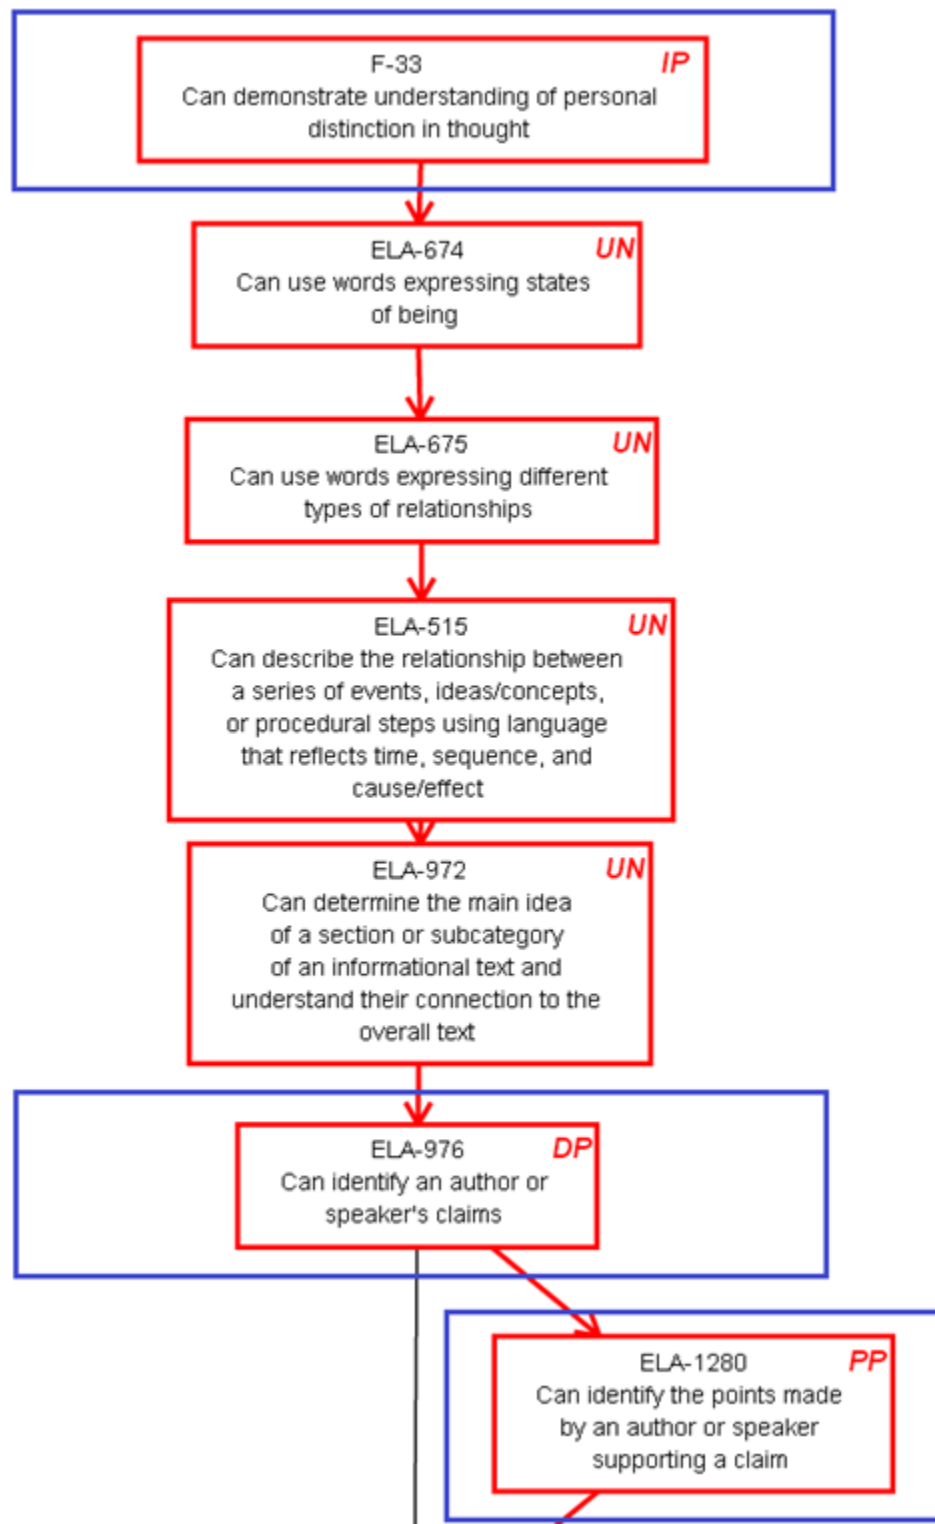 F-33 IP
Can demonstrate understanding of personal
distinction in thought
ELA-674 UN
Can use words expressing states
of being
ELA-675 UN
Can use words expressing different
types of relationships
ELA-515 UN
Can describe the relationship between
a series of events, ideas/concepts,
or procedural steps using language
that reflects time, sequence, and
cause/effect
ELA-972 UN
Can determine the main idea
of a section or subcategory
of an informational text and
understand their connection to the
overall text
ELA-976 DP
Can identify an author or
speaker's claims
ELA-1280 PP
Can identify the points made
by an author or speaker
supporting a claim